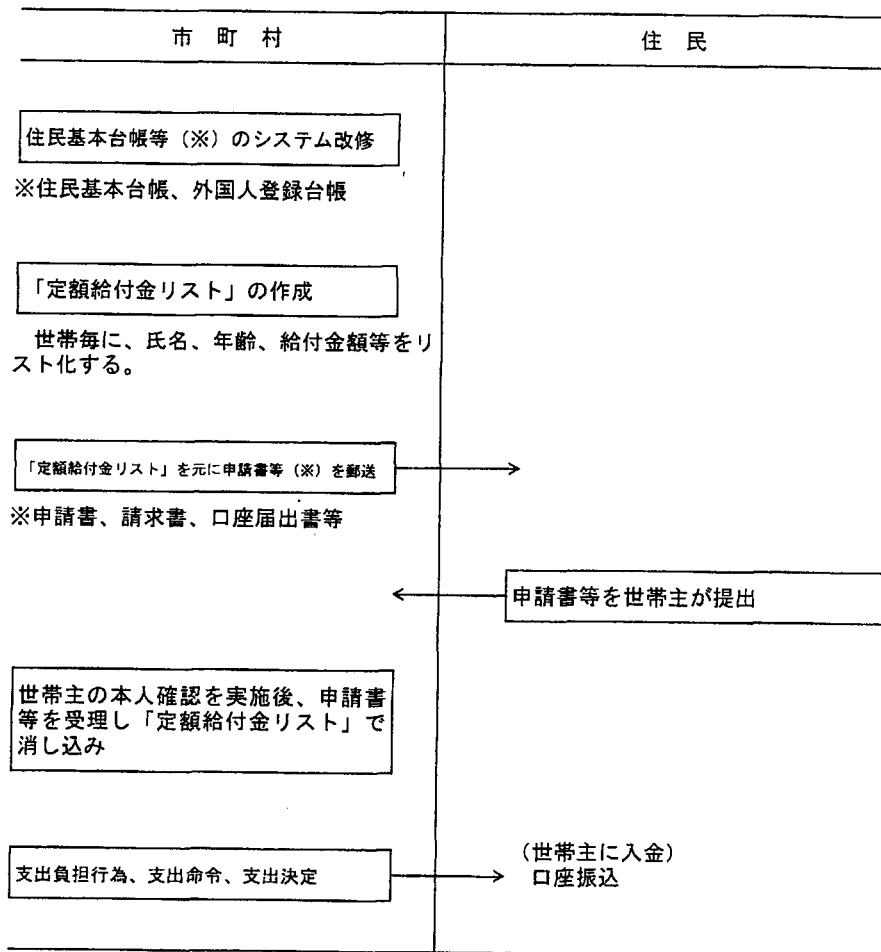 市 町 村
住 民
住民基本台帳等（※）のシステム改修
※住民基本台帳、外国人登録台帳
「定額給付金リスト」の作成
世帯毎に、氏名、年齢、給付金額等をリ
スト化する。
「定額給付金リスト」を元に申請書等（※）を郵送
※申請書、請求書、口座届出書等
申請書等を世帯主が提出
世帯主の本人確認を実施後、申請書
等を受理し「定額給付金リスト」で
消し込み
支出負担行為、支出命令、支出決定
（世帯主に入金）
口座振込